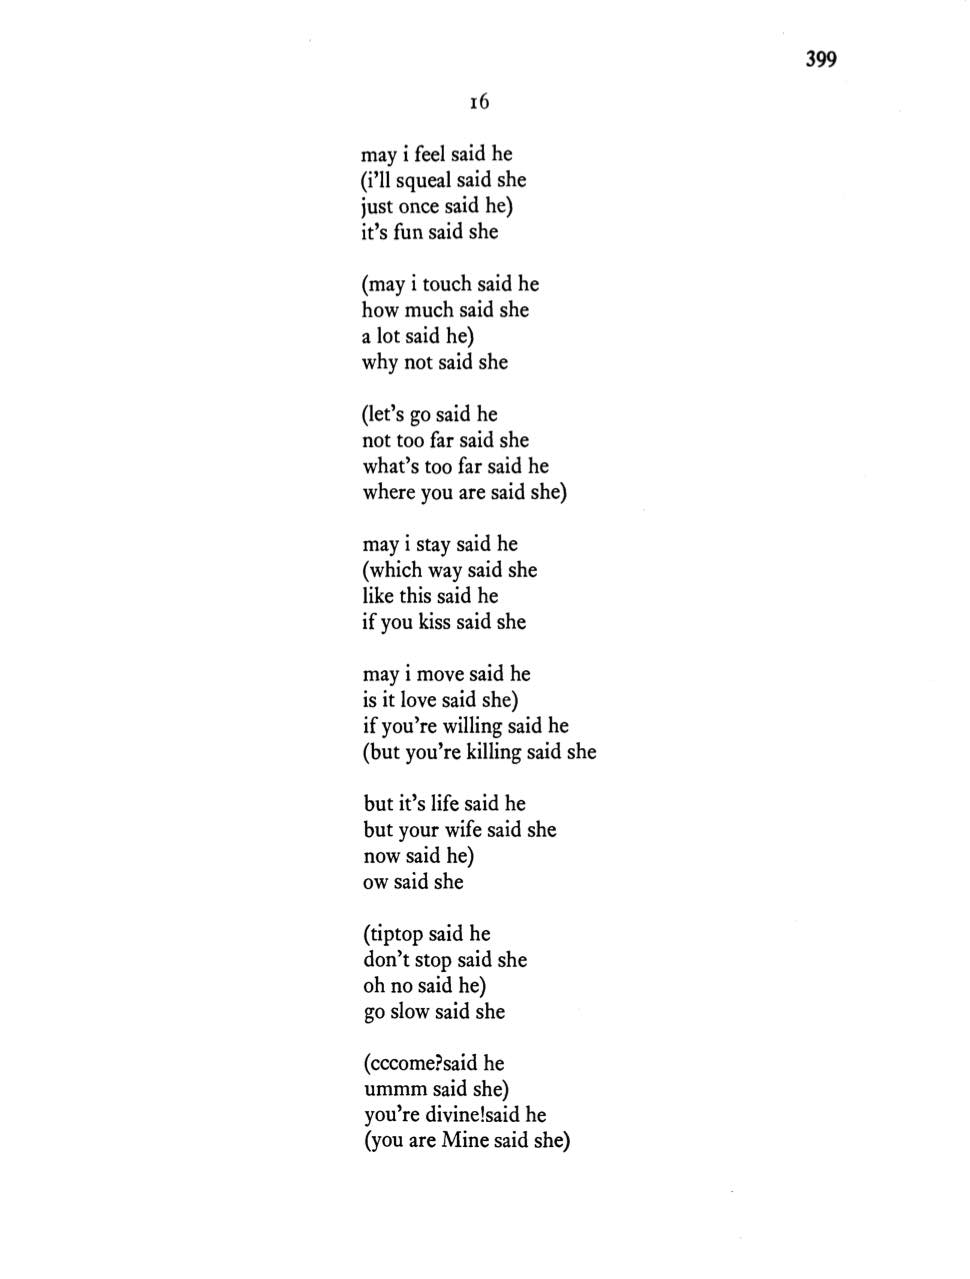 399
16
may i feel said he
(i’ll squeal said she
just once said he)
it’s fun said she
(may i touch said he
how much said she
a lot said he)
why not said she
(let’s go said he
not too far said she
what’s too far said he
where you are said she)
may i stay said he
(which way said she
like this said he
if you kiss said she
may i move said he
is it love said she)
if you’re willing said he
(but you’re killing said she
but it’s life said he
but your wife said she
now said he)
ow said she
(tiptop said he
don’t stop said she
oh no said he)
go slow said she
(cccome?said he
ummm said she)
you’re divine!said he
(you are Mine said she)